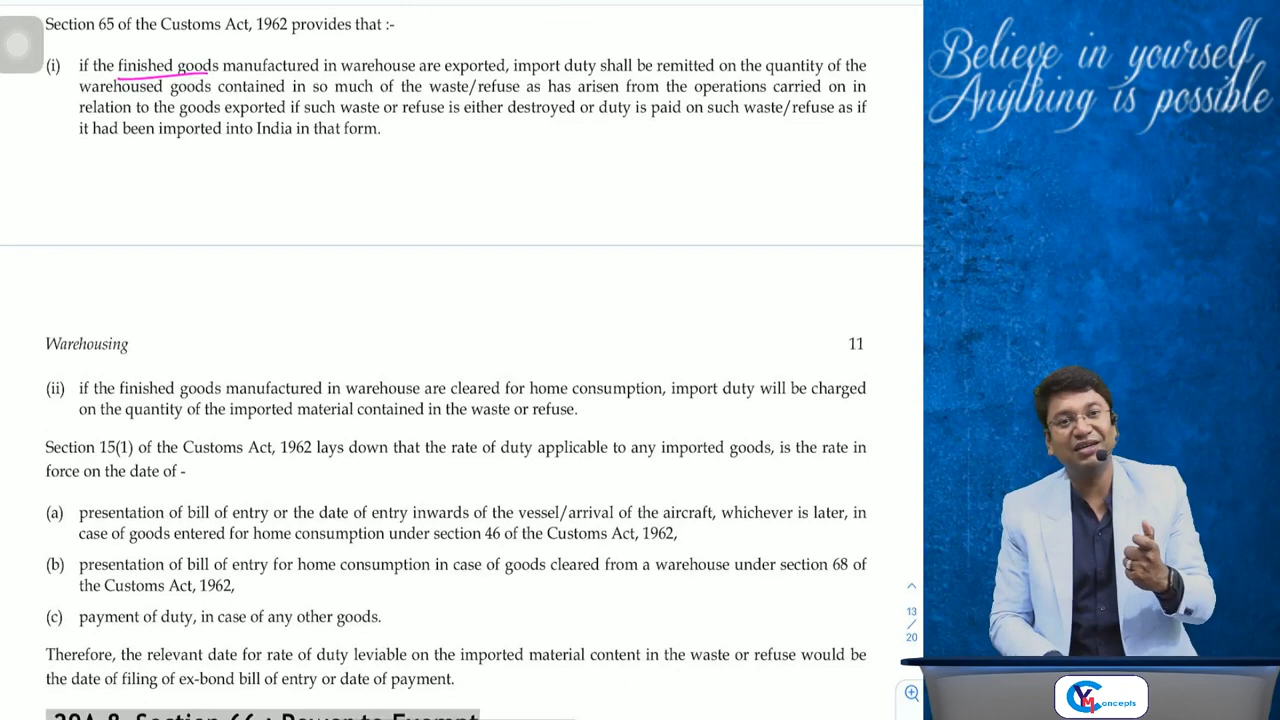 Section 65 of the Customs Act, 1962 provides that :-
(i) if the finished goods manufactured in warehouse are exported, import duty shall be remitted on the quantity of the
warehoused goods contained in so much of the waste/refuse as has arisen from the operations carried on in
relation to the goods exported if such waste or refuse is either destroyed or duty is paid on such waste/refuse as if
it had been imported into India in that form.
Warehousing 11
(ii) if the finished goods manufactured in warehouse are cleared for home consumption, import duty will be charged
on the quantity of the imported material contained in the waste or refuse.
Section 15(1) of the Customs Act, 1962 lays down that the rate of duty applicable to any imported goods, is the rate in
force on the date of -
(a) presentation of bill of entry or the date of entry inwards of the vessel/arrival of the aircraft, whichever is later, in
case of goods entered for home consumption under section 46 of the Customs Act, 1962,
(b) presentation of bill of entry for home consumption in case of goods cleared from a warehouse under section 68 of
the Customs Act, 1962,
(c) payment of duty, in case of any other goods.
Therefore, the relevant date for rate of duty leviable on the imported material content in the waste or refuse would be
the date of filing of ex-bond bill of entry or date of payment.
20A.8 Section 66 : Power to Exempt
13
/
20
Believe in yourself
Anything is possible
YM Concepts